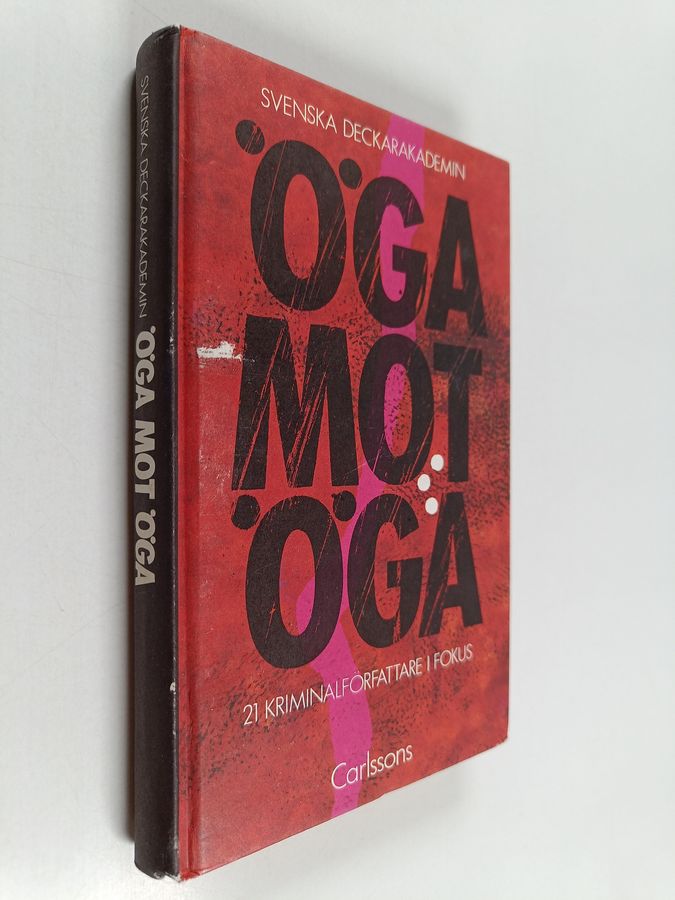 SVENSKA DECKARAKADEMIN ÖGA MOT ÖGA
SVENSKA DECKARAKADEMIN
ÖGA
MOT
ÖGA
21 KRIMINALFÖRFATTARE I FOKUS
Carlssons